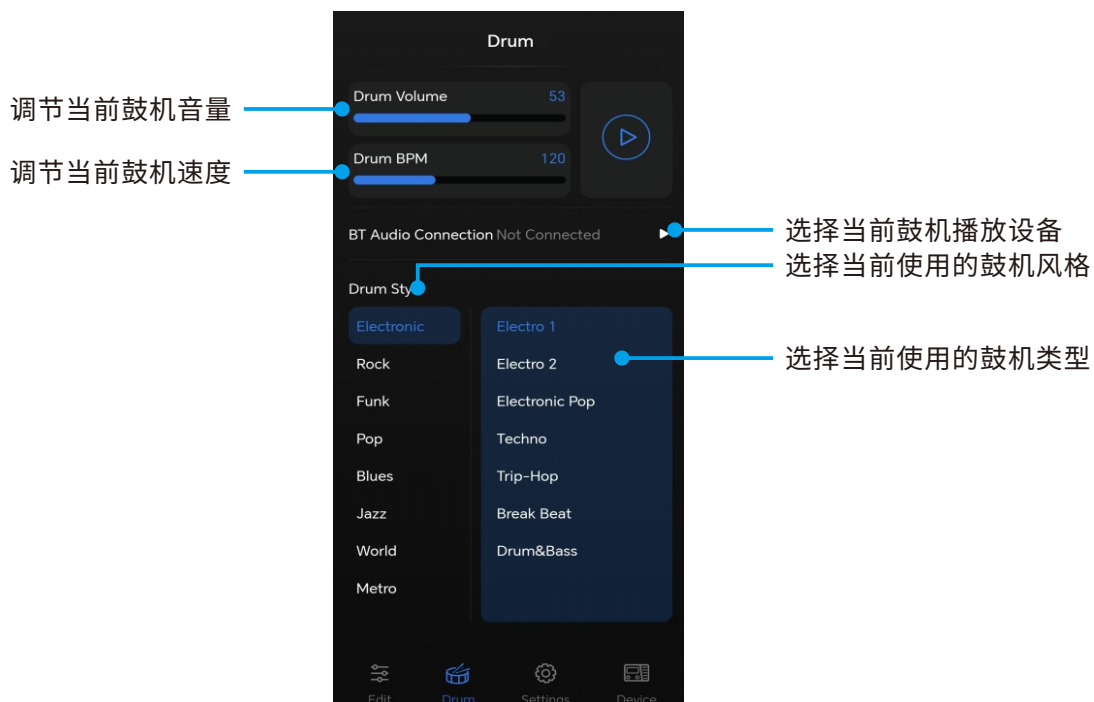 Drum
调节当前鼓机音量
Drum Volume 53
调节当前鼓机速度
Drum BPM 120
BT Audio Connection Not Connected
选择当前鼓机播放设备
选择当前使用的鼓机风格
Drum Sty
Electronic
Electro 1
Rock
Electro 2
选择当前使用的鼓机类型
Funk
Electronic Pop
Pop
Techno
Blues
Trip-Hop
Jazz
Break Beat
World
Drum&Bass
Metro
Edit
Drum
Settings
Device